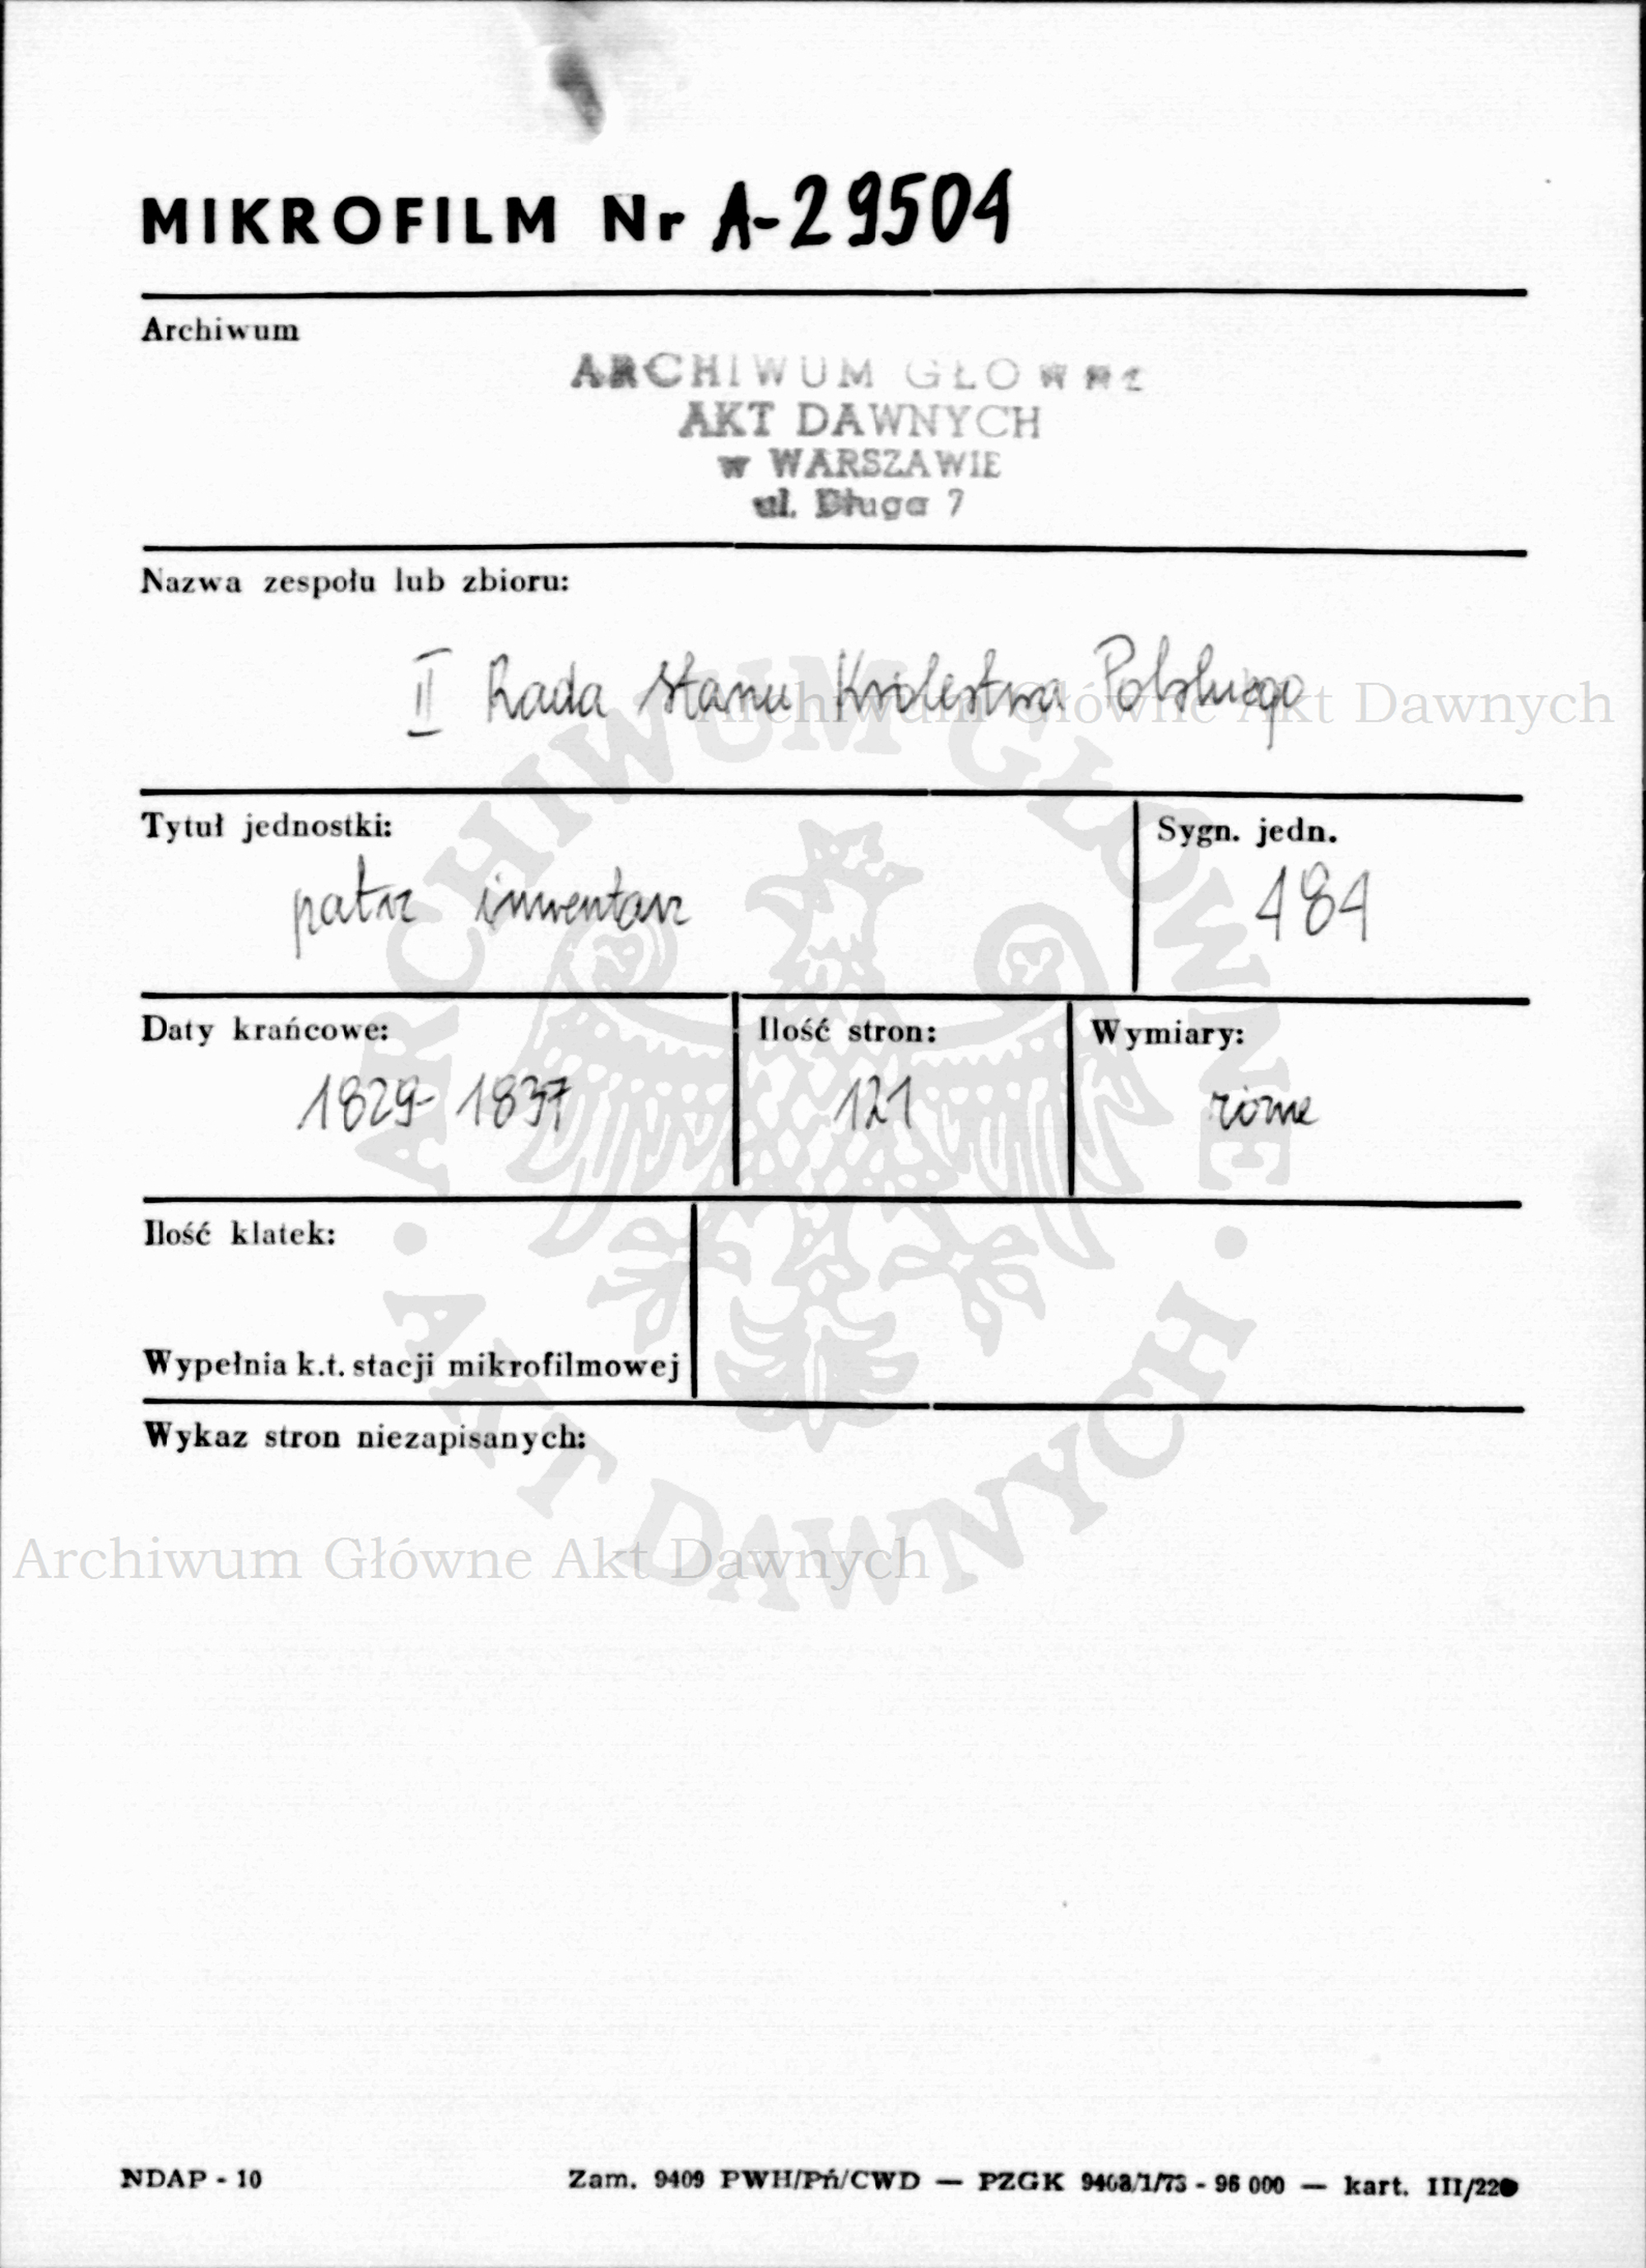 MIKROFILM Nr A-29504
Archiwum
ARCHIWUM GŁOWNE
AKT DAWNYCH
w WARSZAWIE
ul. Długa 7
Nazwa zespołu lub zbioru:
II Rada Stanu Królestwa Polskiego
Archiwum Główne Akt Dawnych
Tytuł jednostki:
patrz inwentarz
Sygn. jedn.
484
Daty krańcowe:
1829-1837
Ilość stron:
121
Wymiary:
różne
Ilość klatek:
Wypełnia k.t. stacji mikrofilmowej
Wykaz stron niezapisanych:
ARCHIWUM GŁÓWNE · AKT DAWNYCH ·
Archiwum Główne Akt Dawnych
NDAP - 10
Zam. 9409 PWH/Pń/CWD — PZGK 9408/1/73 - 96 000 — kart. III/220